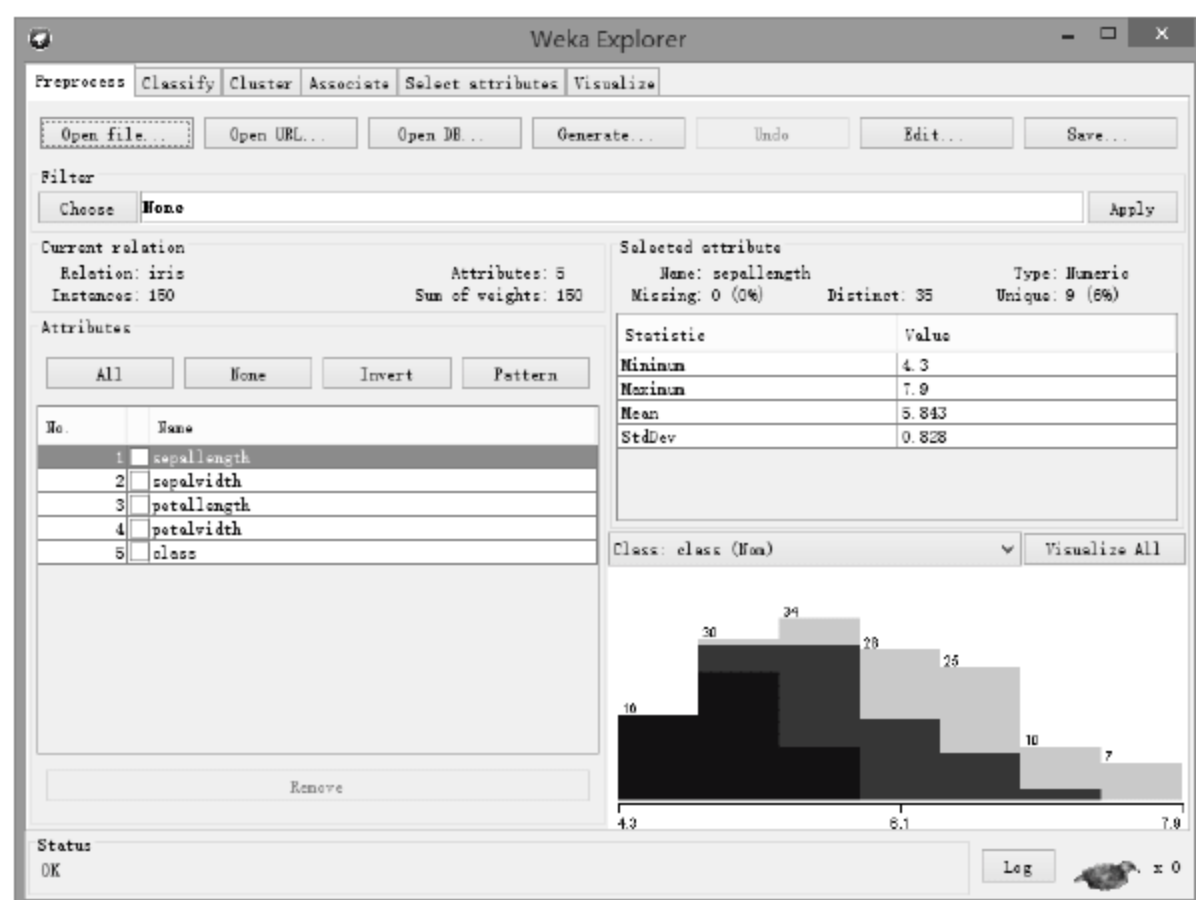 Weka Explorer
Preprocess Classify Cluster Associate Select attributes Visualize
Open file... Open URL... Open DB... Generate... Undo Edit... Save...
Filter
Choose None Apply
Current relation
Relation: iris Attributes: 5
Instances: 150 Sum of weights: 150
Selected attribute
Name: sepallength Type: Numeric
Missing: 0 (0%) Distinct: 35 Unique: 9 (6%)
Attributes
All None Invert Pattern
No. Name
1 sepallength
2 sepalwidth
3 petallength
4 petalwidth
5 class
Remove
Statistic Value
Minimum 4.3
Maximum 7.9
Mean 5.843
StdDev 0.828
Class: class (Nom) Visualize All
34
30
28
25
16
10
7
4.3 6.1 7.9
Status
OK
Log x 0